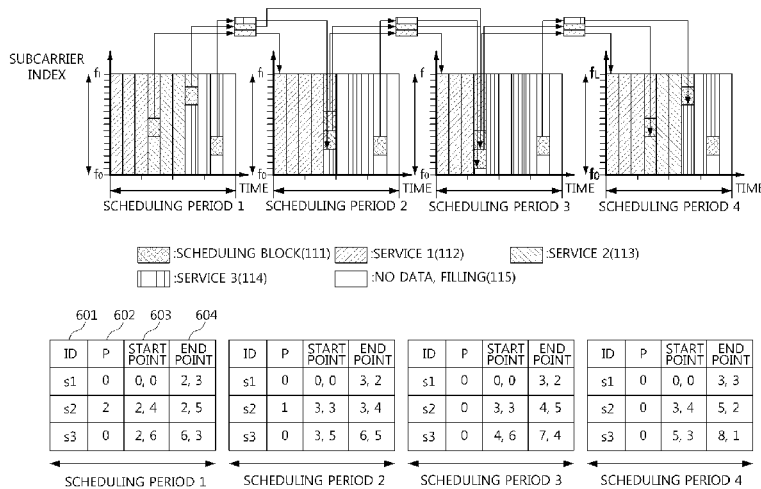 SUBCARRIER
INDEX
fl
f0
TIME
SCHEDULING PERIOD 1
fl
f0
TIME
SCHEDULING PERIOD 2
f
f0
TIME
SCHEDULING PERIOD 3
fL
f0
TIME
SCHEDULING PERIOD 4
:SCHEDULING BLOCK(111)
:SERVICE 1(112)
:SERVICE 2(113)
:SERVICE 3(114)
:NO DATA, FILLING(115)
601 602 603 604
ID P START POINT END POINT
s1 0 0, 0 2, 3
s2 2 2, 4 2, 5
s3 0 2, 6 6, 3
SCHEDULING PERIOD 1
ID P START POINT END POINT
s1 0 0, 0 3, 2
s2 1 3, 3 3, 4
s3 0 3, 5 6, 5
SCHEDULING PERIOD 2
ID P START POINT END POINT
s1 0 0, 0 3, 2
s2 0 3, 3 4, 5
s3 0 4, 6 7, 4
SCHEDULING PERIOD 3
ID P START POINT END POINT
s1 0 0, 0 3, 3
s2 0 3, 4 5, 2
s3 0 5, 3 8, 1
SCHEDULING PERIOD 4